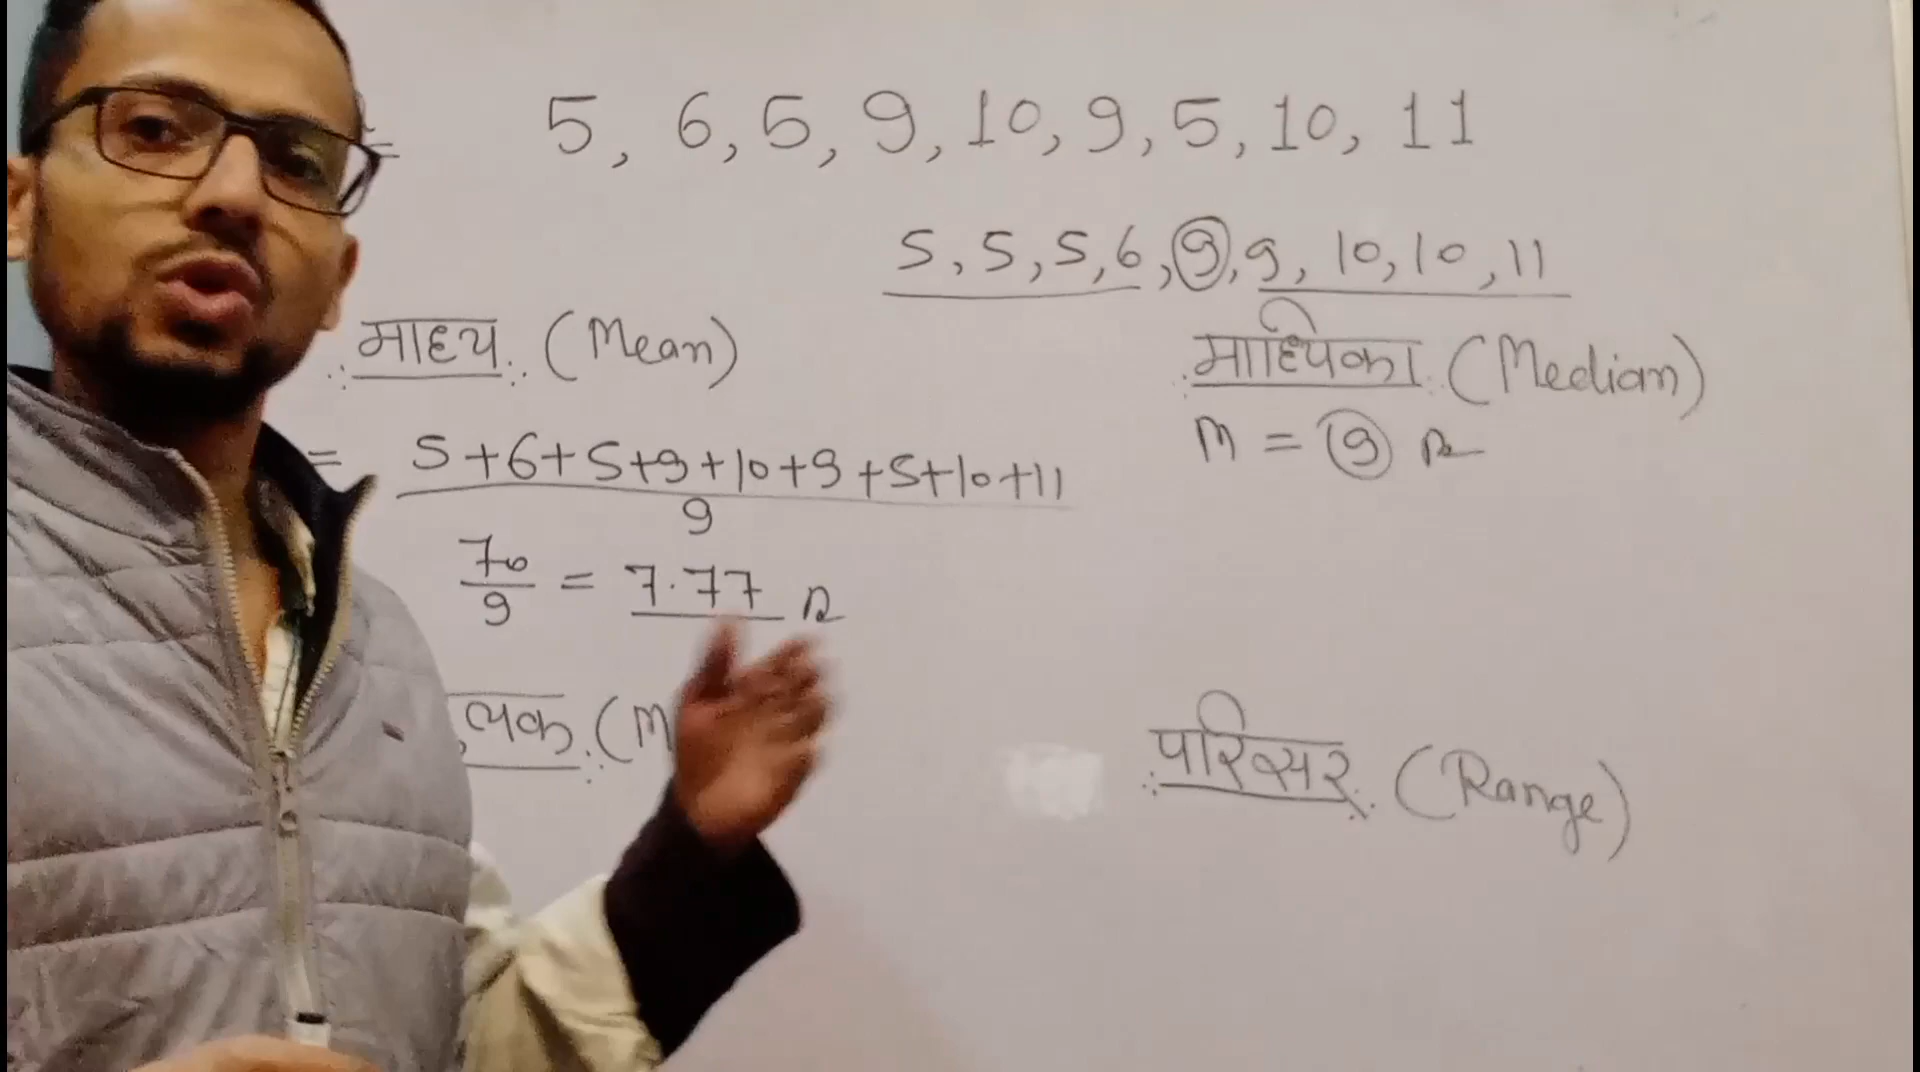 = 5, 6, 5, 9, 10, 9, 5, 10, 11
5, 5, 5, 6, 9, 9, 10, 10, 11
माध्य (Mean)
माध्यिका (Median)
= 5+6+5+9+10+9+5+10+11
9
M = 9
70
9
= 7.77
(M
परिसर (Range)